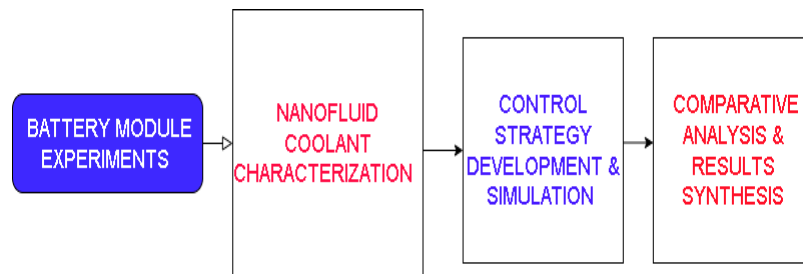 BATTERY MODULE
EXPERIMENTS
NANOFLUID
COOLANT
CHARACTERIZATION
CONTROL
STRATEGY
DEVELOPMENT &
SIMULATION
COMPARATIVE
ANALYSIS &
RESULTS
SYNTHESIS